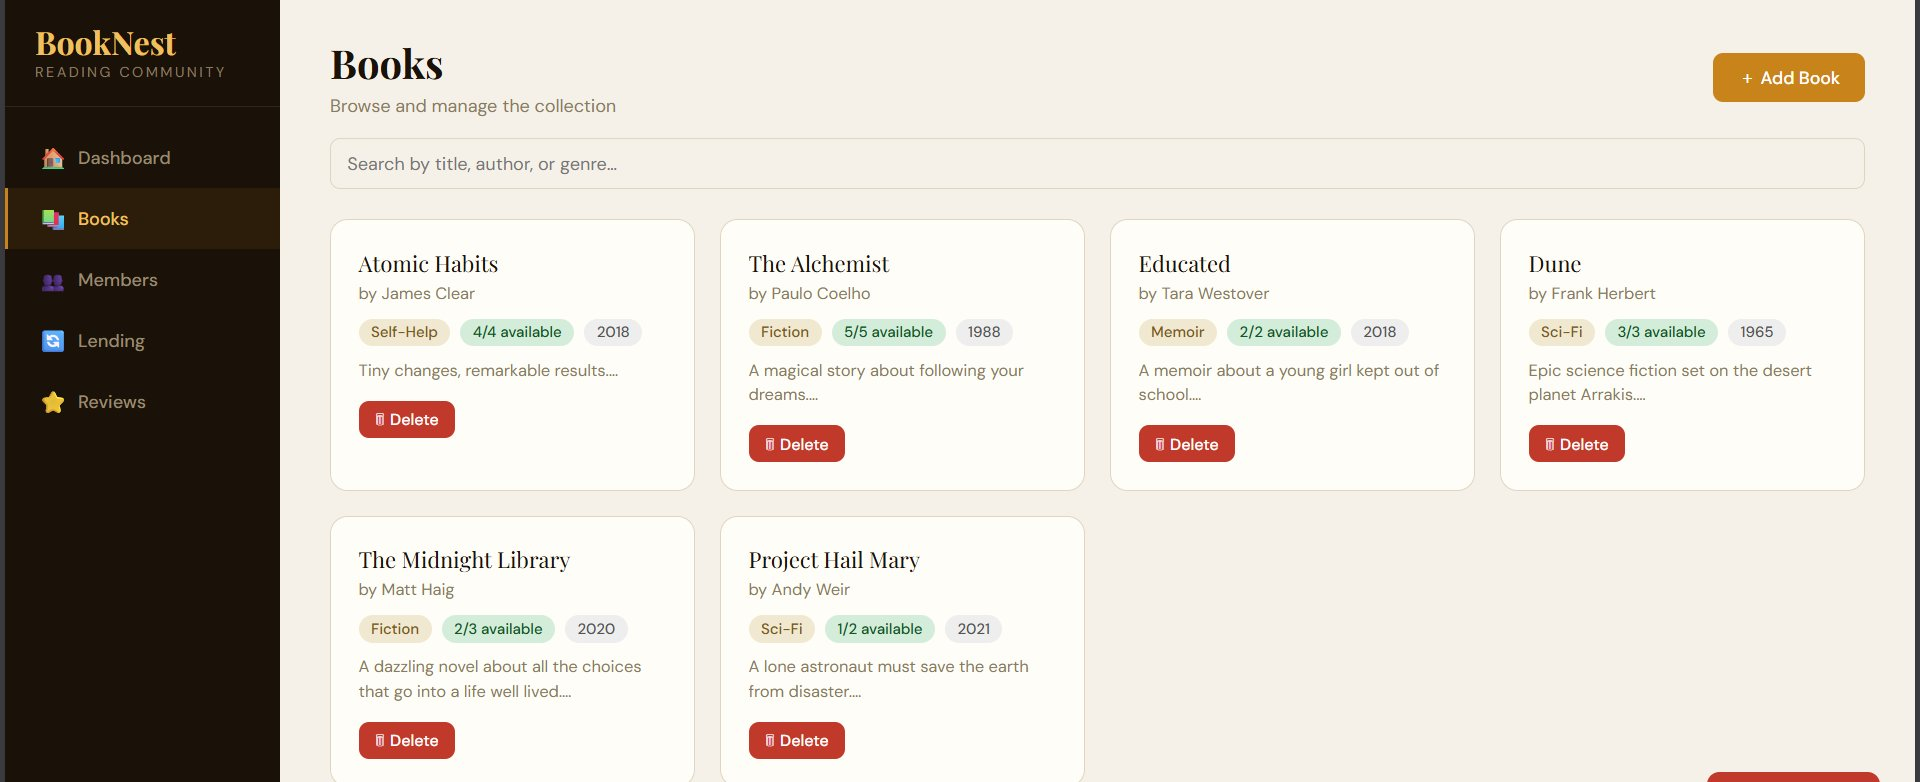 BookNest
READING COMMUNITY
Dashboard
Books
Members
Lending
Reviews
Books
Browse and manage the collection
+ Add Book
Search by title, author, or genre...
Atomic Habits
by James Clear
Self-Help 4/4 available 2018
Tiny changes, remarkable results....
Delete
The Alchemist
by Paulo Coelho
Fiction 5/5 available 1988
A magical story about following your
dreams....
Delete
Educated
by Tara Westover
Memoir 2/2 available 2018
A memoir about a young girl kept out of
school....
Delete
Dune
by Frank Herbert
Sci-Fi 3/3 available 1965
Epic science fiction set on the desert
planet Arrakis....
Delete
The Midnight Library
by Matt Haig
Fiction 2/3 available 2020
A dazzling novel about all the choices
that go into a life well lived....
Delete
Project Hail Mary
by Andy Weir
Sci-Fi 1/2 available 2021
A lone astronaut must save the earth
from disaster....
Delete